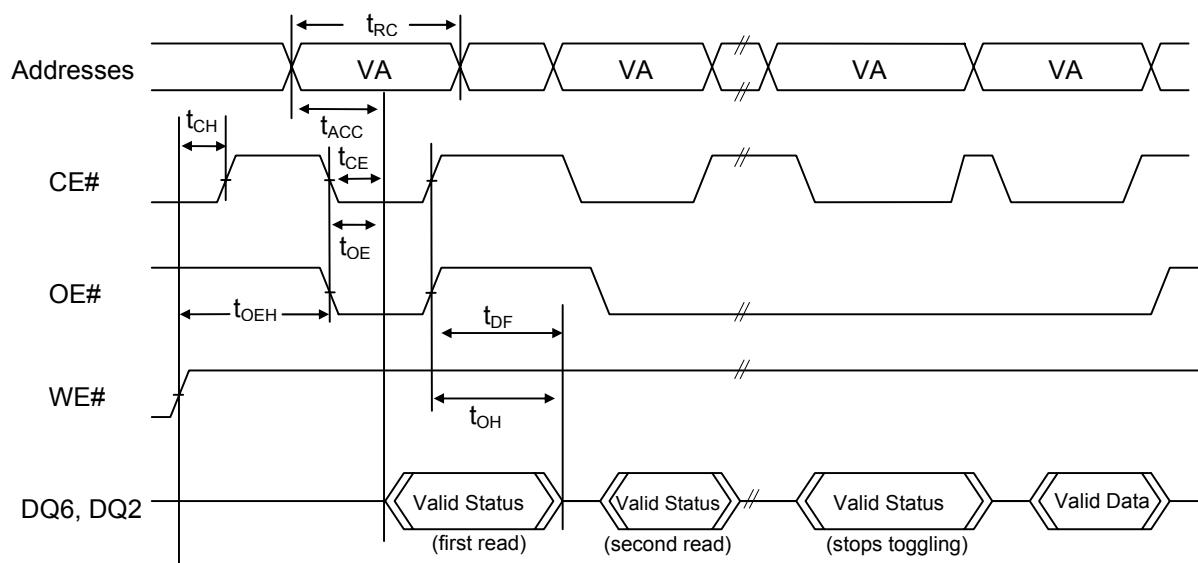 tRC
Addresses VA VA VA VA
tCH
tACC
tCE
CE#
tOE
OE#
tOEH
tDF
WE#
tOH
DQ6, DQ2 Valid Status Valid Status Valid Status Valid Data
(first read) (second read) (stops toggling)